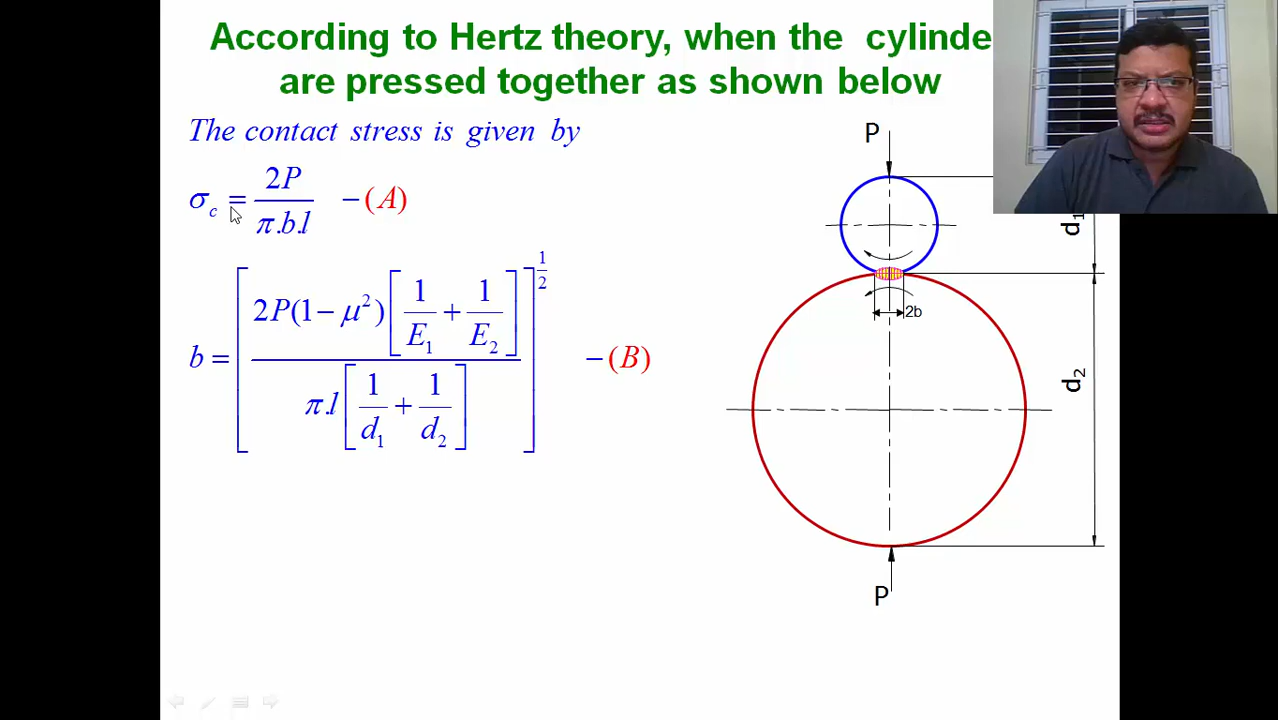 According to Hertz theory, when the cylinde
are pressed together as shown below
The contact stress is given by
σ_c = 2P / π.b.l – (A)
b = [ 2P(1 − μ²) [ 1/E₁ + 1/E₂ ] / π.l [ 1/d₁ + 1/d₂ ] ]^(1/2) – (B)
P
d₁
2b
d₂
P